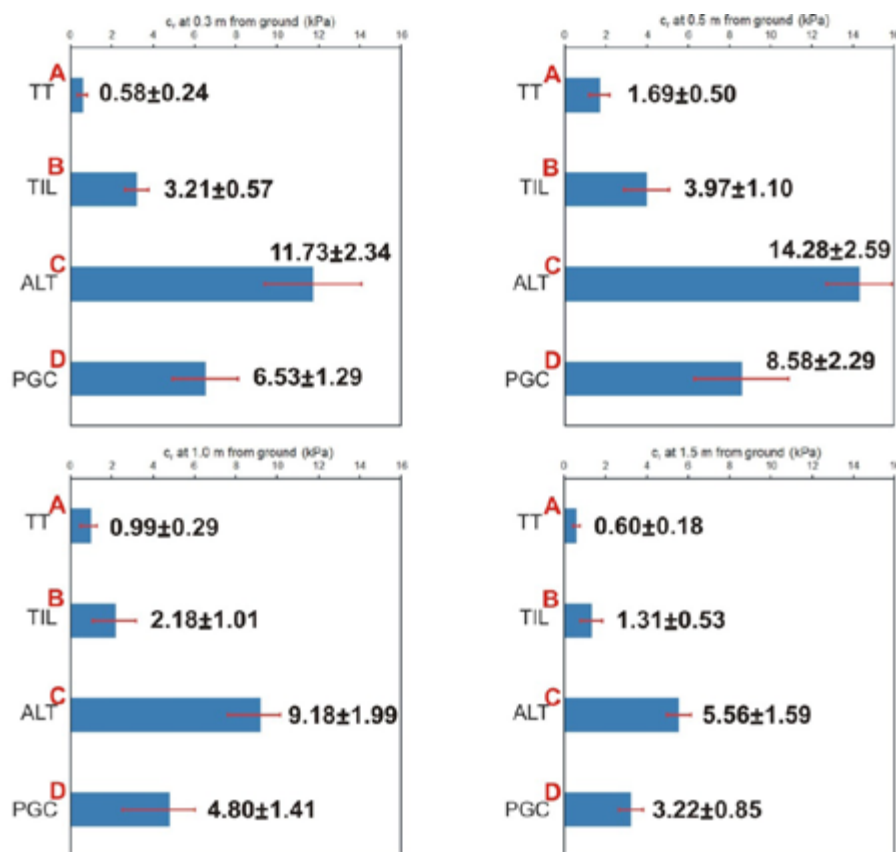 cr at 0.3 m from ground (kPa)
0 2 4 6 8 10 12 14 16
A
TT
0.58±0.24
B
TIL
3.21±0.57
C
ALT
11.73±2.34
D
PGC
6.53±1.29
cr at 0.5 m from ground (kPa)
0 2 4 6 8 10 12 14 16
A
TT
1.69±0.50
B
TIL
3.97±1.10
C
ALT
14.28±2.59
D
PGC
8.58±2.29
cr at 1.0 m from ground (kPa)
0 2 4 6 8 10 12 14 16
A
TT
0.99±0.29
B
TIL
2.18±1.01
C
ALT
9.18±1.99
D
PGC
4.80±1.41
cr at 1.5 m from ground (kPa)
0 2 4 6 8 10 12 14 16
A
TT
0.60±0.18
B
TIL
1.31±0.53
C
ALT
5.56±1.59
D
PGC
3.22±0.85